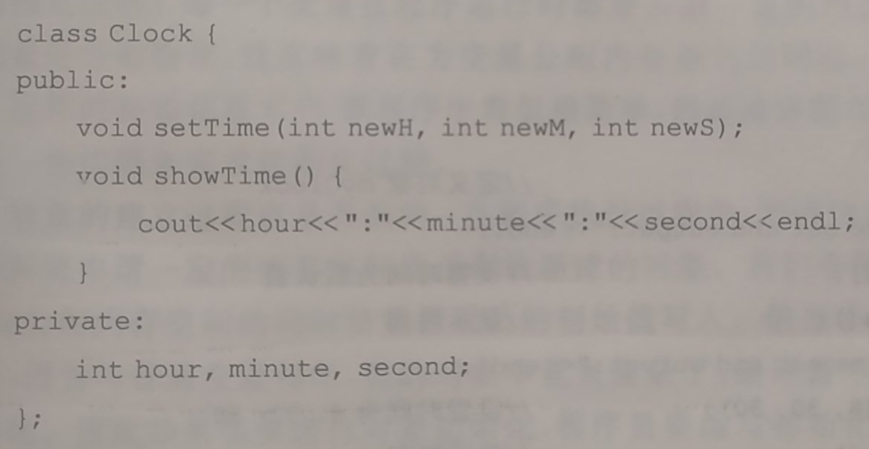 class Clock {
public:
void setTime(int newH, int newM, int newS);
void showTime() {
cout<<hour<<":"<<minute<<":"<<second<<endl;
}
private:
int hour, minute, second;
};